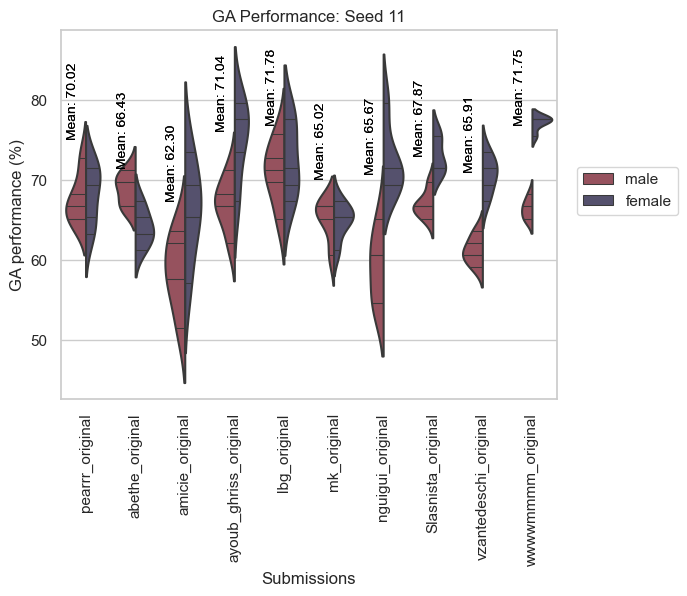 GA Performance: Seed 11
GA performance (%)
80
70
60
50
Mean: 70.02
Mean: 66.43
Mean: 62.30
Mean: 71.04
Mean: 71.78
Mean: 65.02
Mean: 65.67
Mean: 67.87
Mean: 65.91
Mean: 71.75
male
female
pearrr_original
abethe_original
amicie_original
ayoub_ghriss_original
lbg_original
mk_original
nguigui_original
Slasnista_original
vzantedeschi_original
wwwwmmmm_original
Submissions